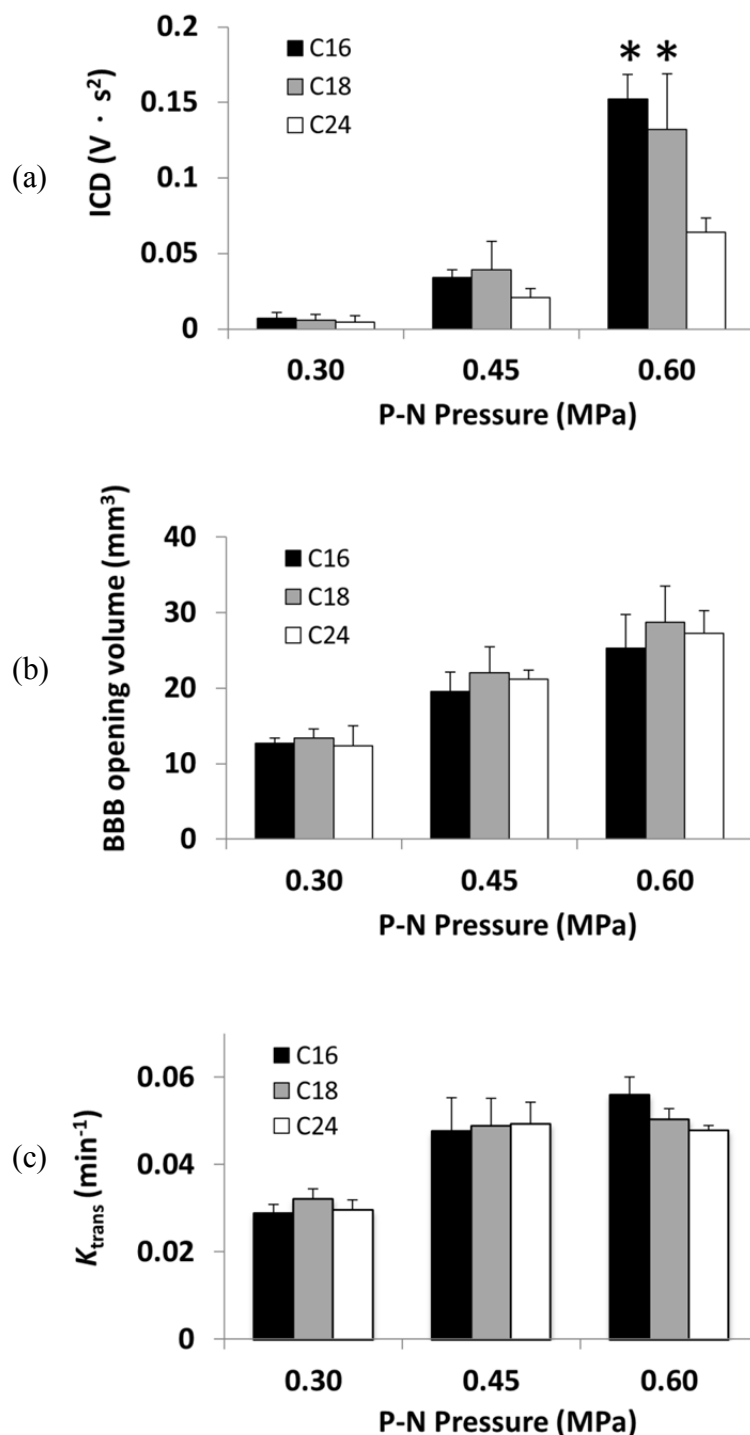 (a)
ICD (V · s²)
0.2
0.15
0.1
0.05
0
C16
C18
C24
* *
0.30 0.45 0.60
P-N Pressure (MPa)
(b)
BBB opening volume (mm³)
40
30
20
10
0
C16
C18
C24
0.30 0.45 0.60
P-N Pressure (MPa)
(c)
Ktrans (min⁻¹)
0.06
0.04
0.02
0
C16
C18
C24
0.30 0.45 0.60
P-N Pressure (MPa)